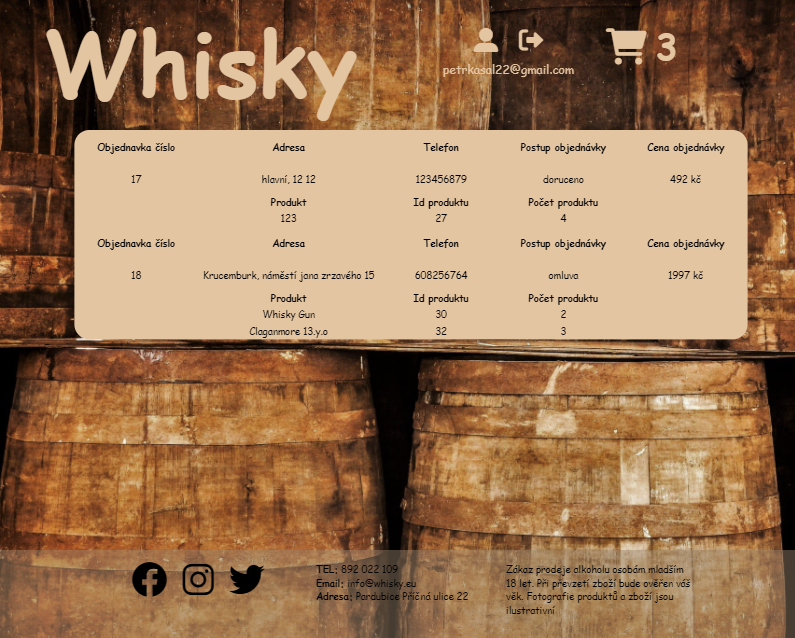 Whisky
petrkasal22@gmail.com
3
Objednavka číslo Adresa Telefon Postup objednávky Cena objednávky
17 hlavní, 12 12 123456879 doruceno 492 kč
Produkt Id produktu Počet produktu
123 27 4
Objednavka číslo Adresa Telefon Postup objednávky Cena objednávky
18 Krucemburk, náměstí jana zrzavého 15 608256764 omluva 1997 kč
Produkt Id produktu Počet produktu
Whisky Gun 30 2
Claganmore 13.y.o 32 3
TEL: 892 022 109
Email: info@whisky.eu
Adresa: Pardubice Příčná ulice 22
Zákaz prodeje alkoholu osobám mladším
18 let. Při převzetí zboží bude ověřen váš
věk. Fotografie produktů a zboží jsou
ilustrativní